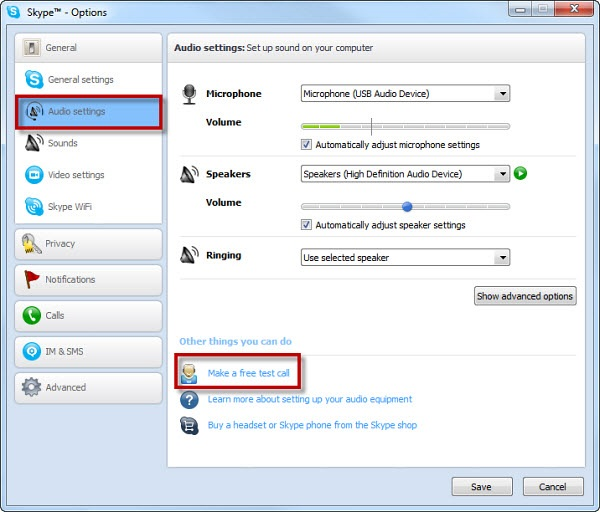 Skype™ - Options
General
General settings
Audio settings
Sounds
Video settings
Skype WiFi
Privacy
Notifications
Calls
IM & SMS
Advanced
Audio settings: Set up sound on your computer
Microphone
Microphone (USB Audio Device)
Volume
Automatically adjust microphone settings
Speakers
Speakers (High Definition Audio Device)
Volume
Automatically adjust speaker settings
Ringing
Use selected speaker
Show advanced options
Other things you can do
Make a free test call
Learn more about setting up your audio equipment
Buy a headset or Skype phone from the Skype shop
Save
Cancel